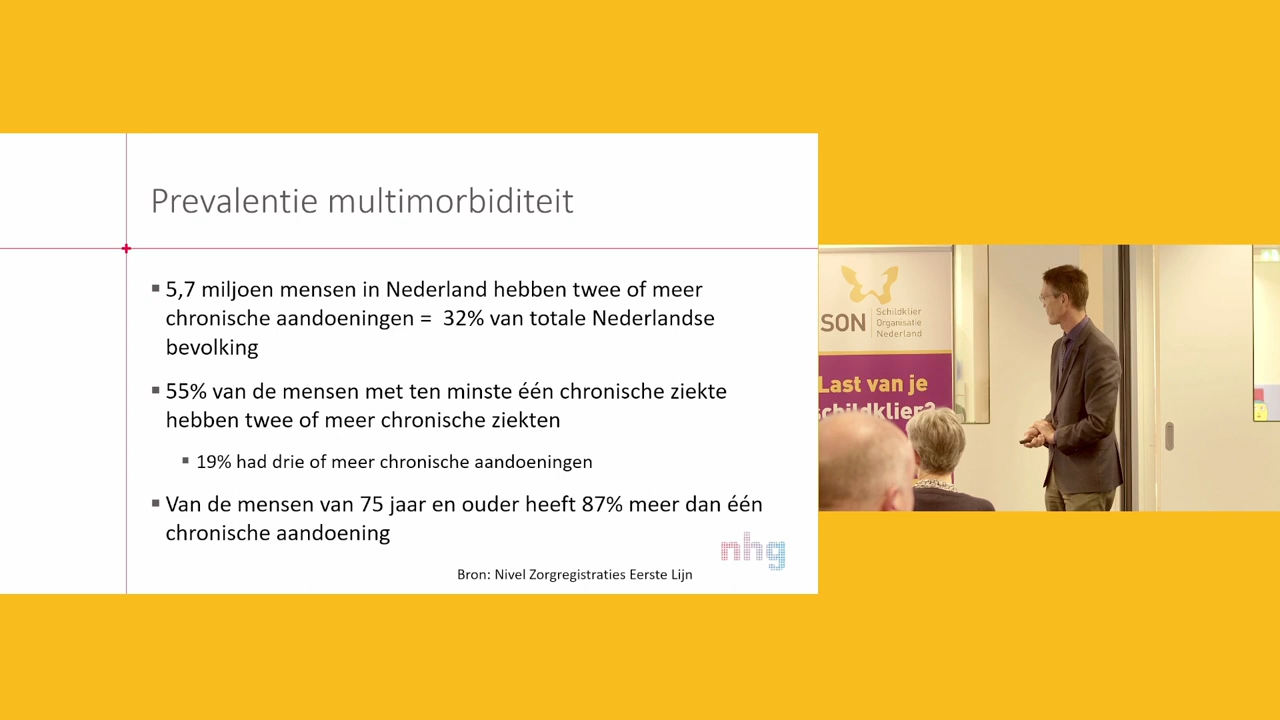 Prevalentie multimorbiditeit
▪ 5,7 miljoen mensen in Nederland hebben twee of meer
chronische aandoeningen = 32% van totale Nederlandse
bevolking
▪ 55% van de mensen met ten minste één chronische ziekte
hebben twee of meer chronische ziekten
▪ 19% had drie of meer chronische aandoeningen
▪ Van de mensen van 75 jaar en ouder heeft 87% meer dan één
chronische aandoening
nhg
Bron: Nivel Zorgregistraties Eerste Lijn
SON
Schildklier
Organisatie
Nederland
Last van je
schildklier?